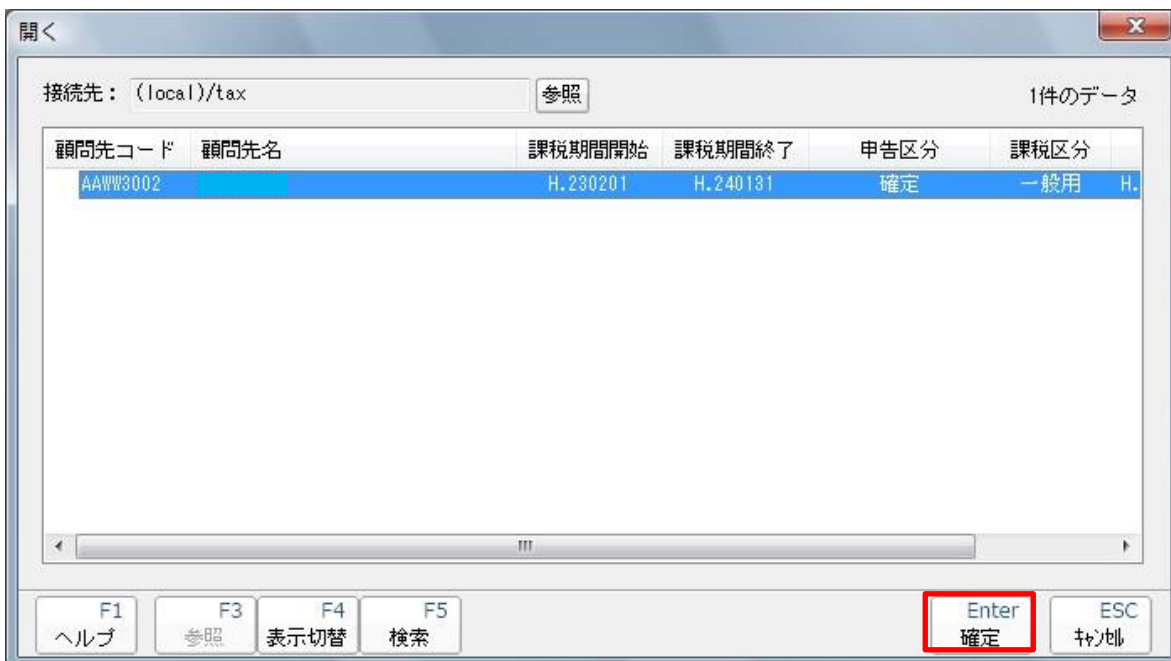 開く
接続先： (local)/tax 参照 1件のデータ
顧問先コード 顧問先名 課税期間開始 課税期間終了 申告区分 課税区分
AAWW3002 H.230201 H.240131 確定 一般用 H.
F1 F3 F4 F5 Enter ESC
ヘルプ 参照 表示切替 検索 確定 ｷｬﾝｾﾙ